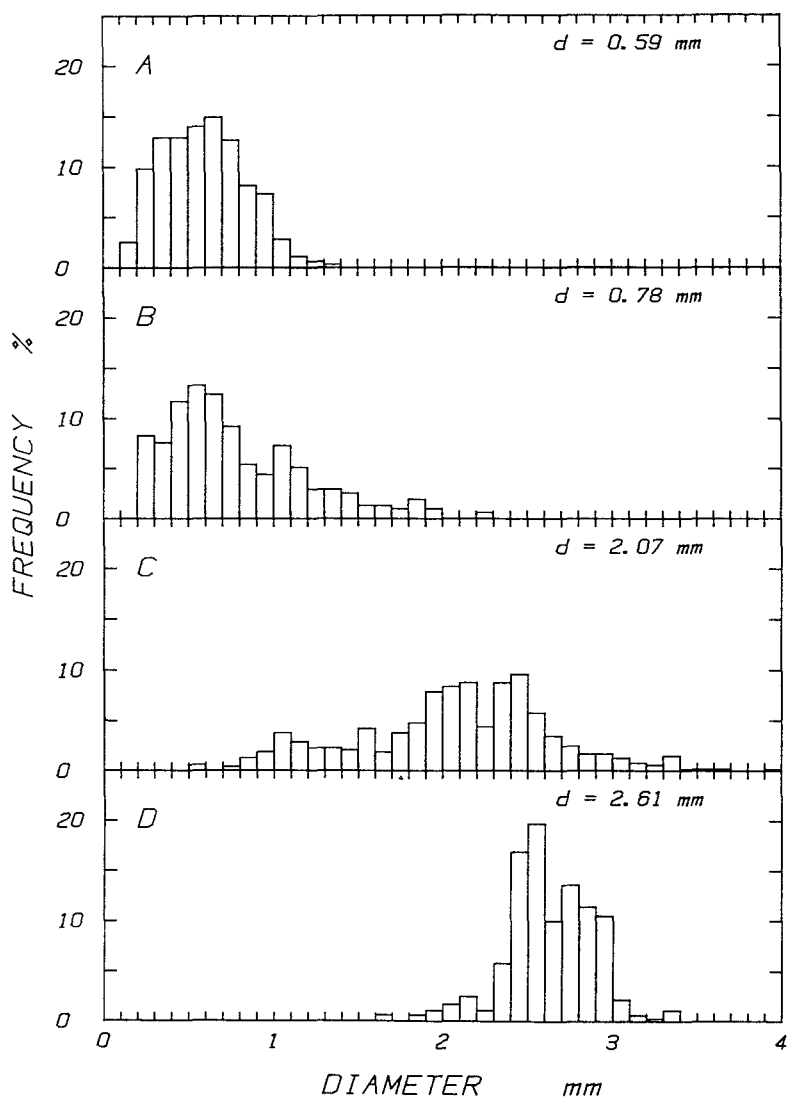 20
10
0
A
d = 0.59 mm
20
10
0
B
d = 0.78 mm
20
10
0
C
d = 2.07 mm
20
10
0
D
d = 2.61 mm
FREQUENCY %
0 1 2 3 4
DIAMETER mm